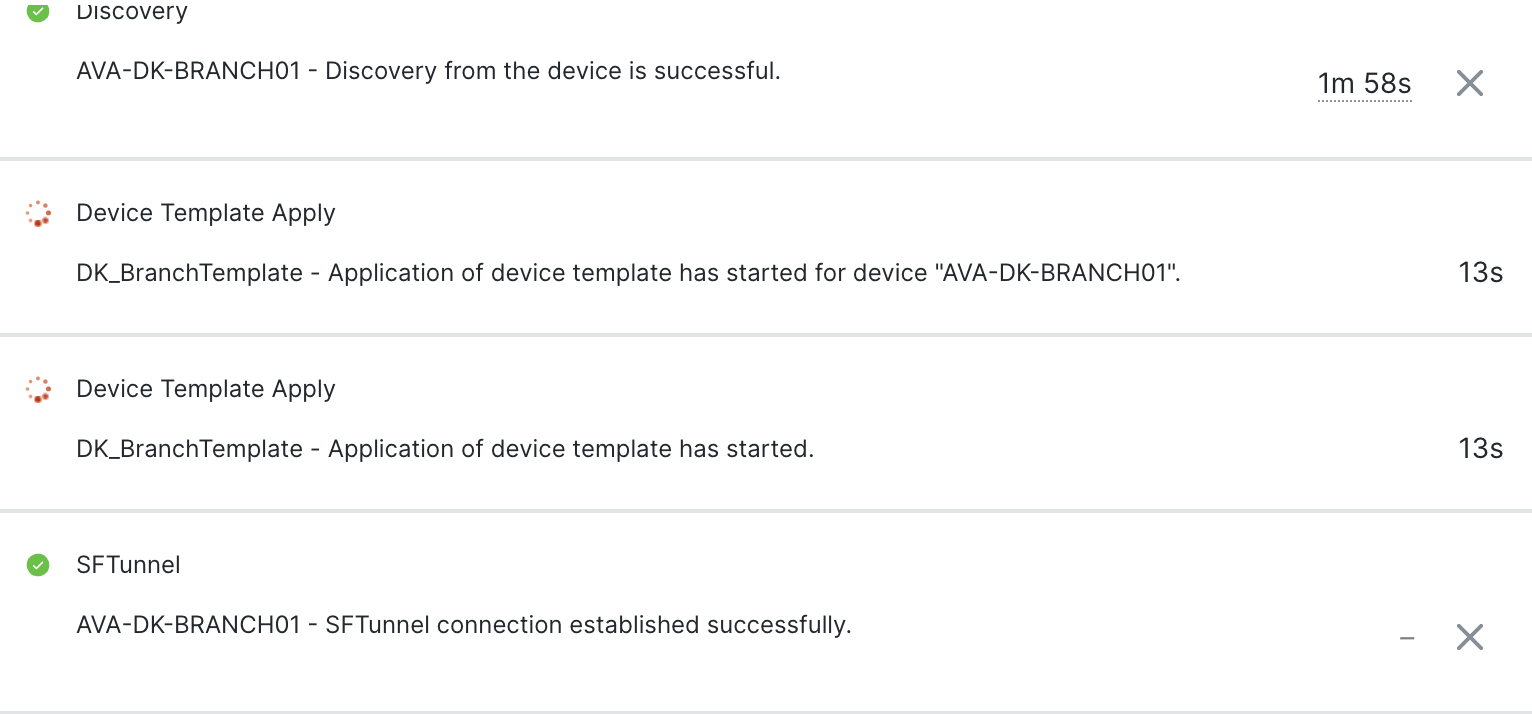 Discovery
AVA-DK-BRANCH01 - Discovery from the device is successful.
1m 58s
Device Template Apply
DK_BranchTemplate - Application of device template has started for device "AVA-DK-BRANCH01".
13s
Device Template Apply
DK_BranchTemplate - Application of device template has started.
13s
SFTunnel
AVA-DK-BRANCH01 - SFTunnel connection established successfully.
–